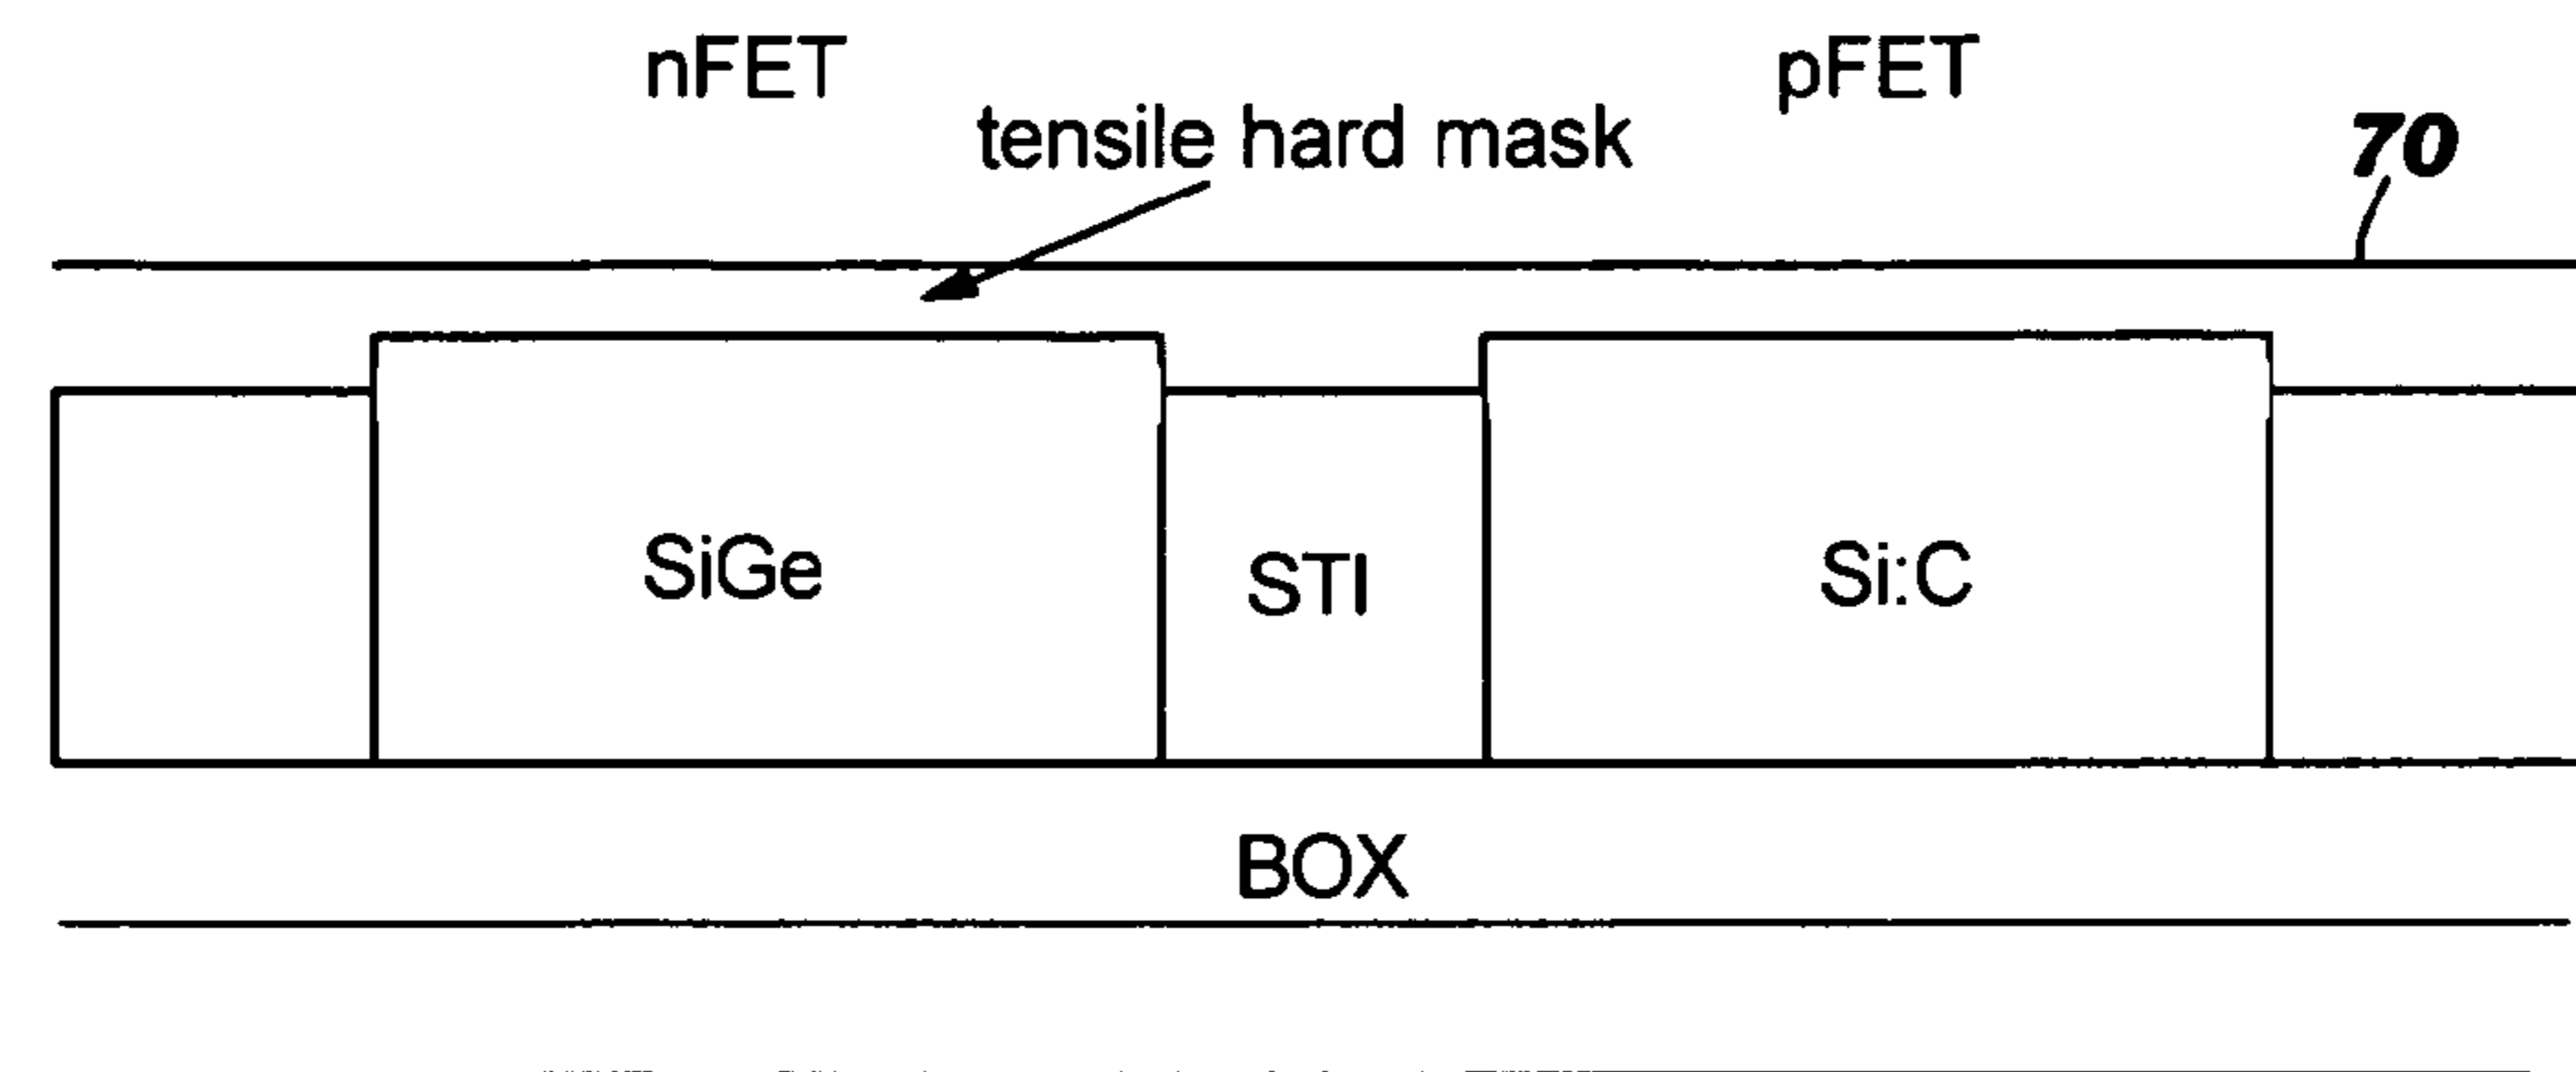 nFET
pFET
tensile hard mask
70
SiGe
STI
Si:C
BOX